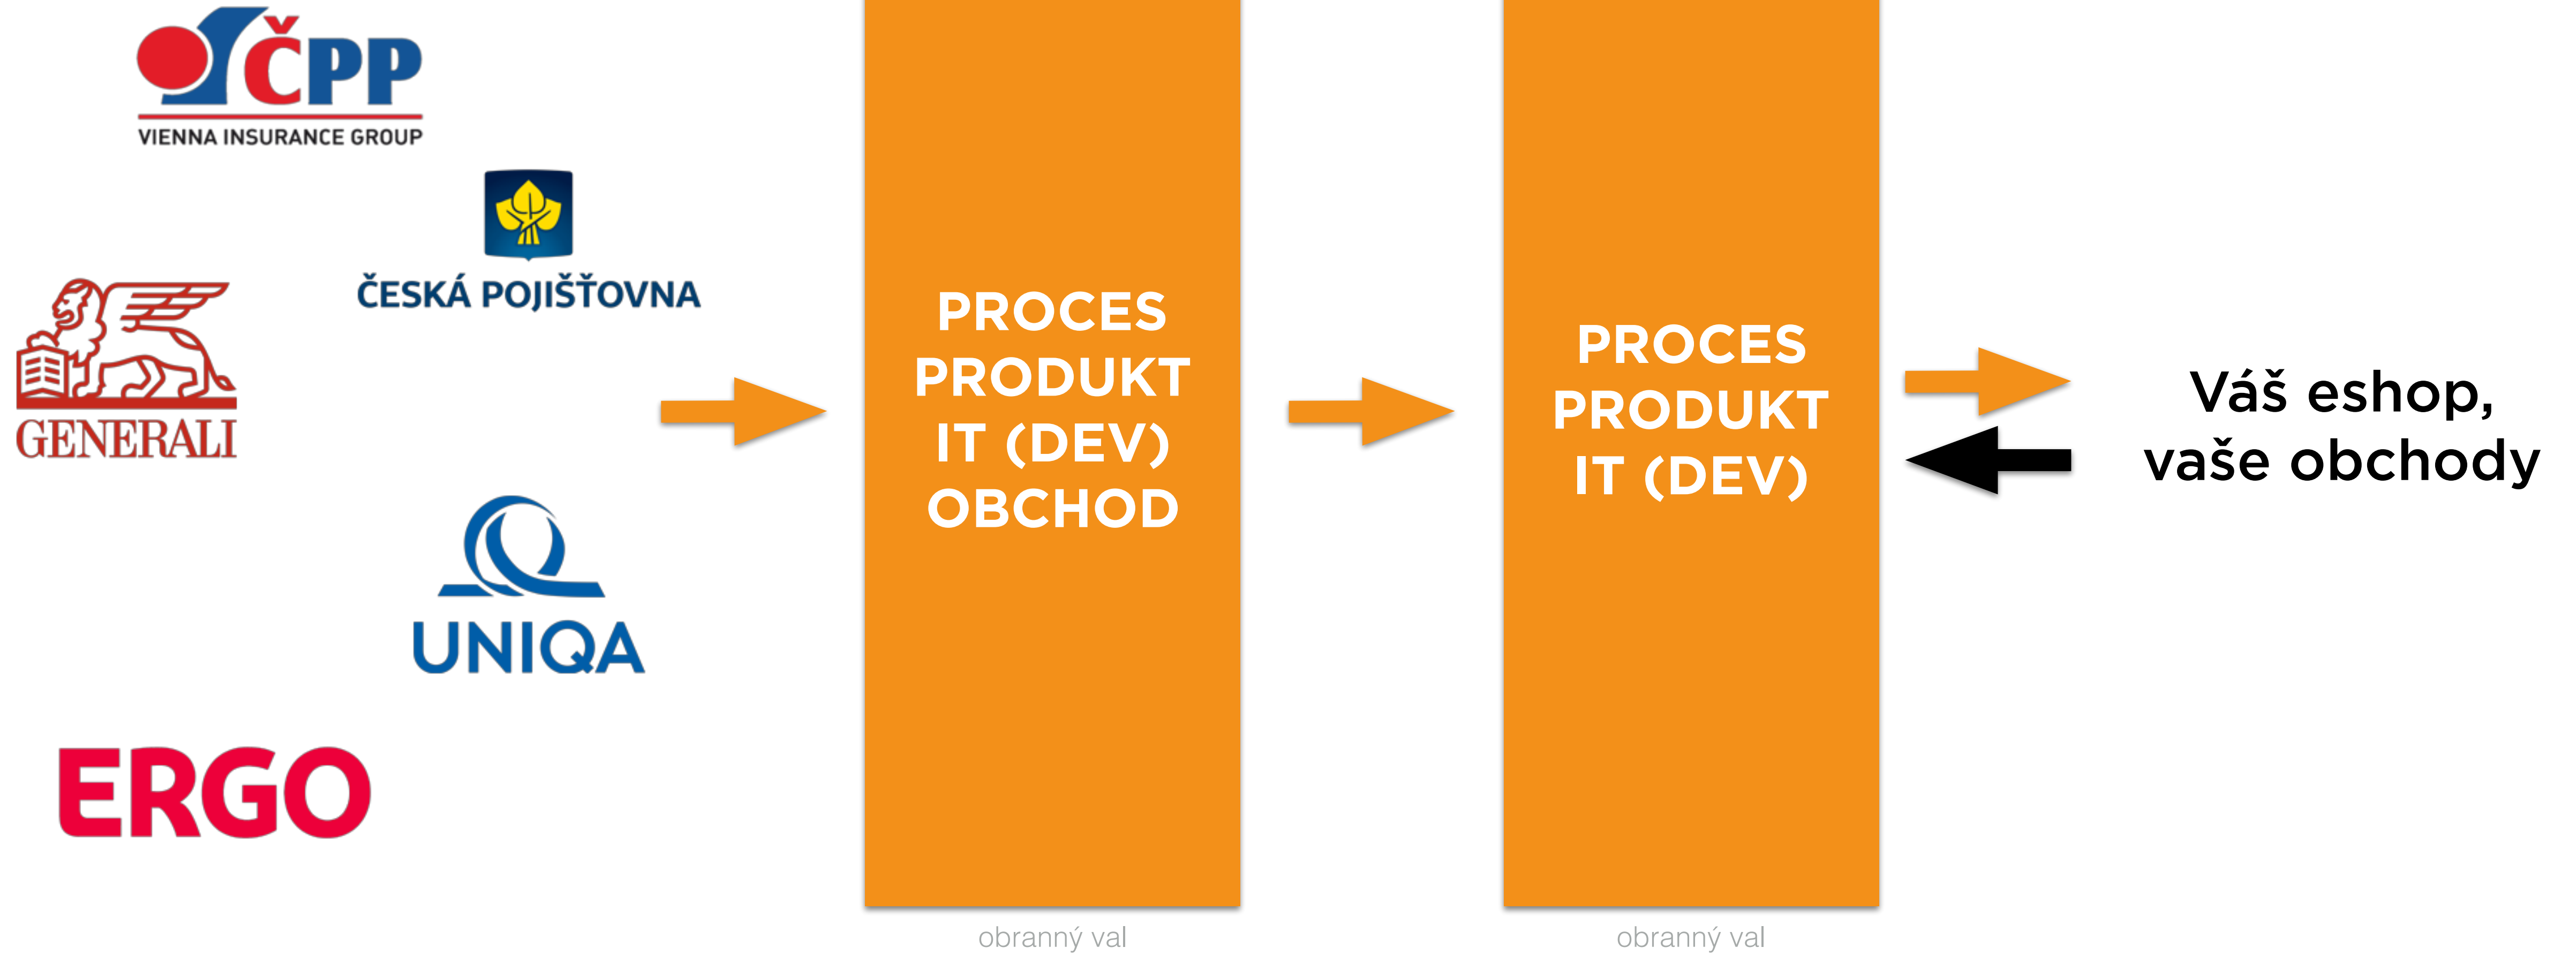 ČPP
VIENNA INSURANCE GROUP
ČESKÁ POJIŠŤOVNA
GENERALI
UNIQA
ERGO
PROCES
PRODUKT
IT (DEV)
OBCHOD
obranný val
PROCES
PRODUKT
IT (DEV)
obranný val
Váš eshop,
vaše obchody